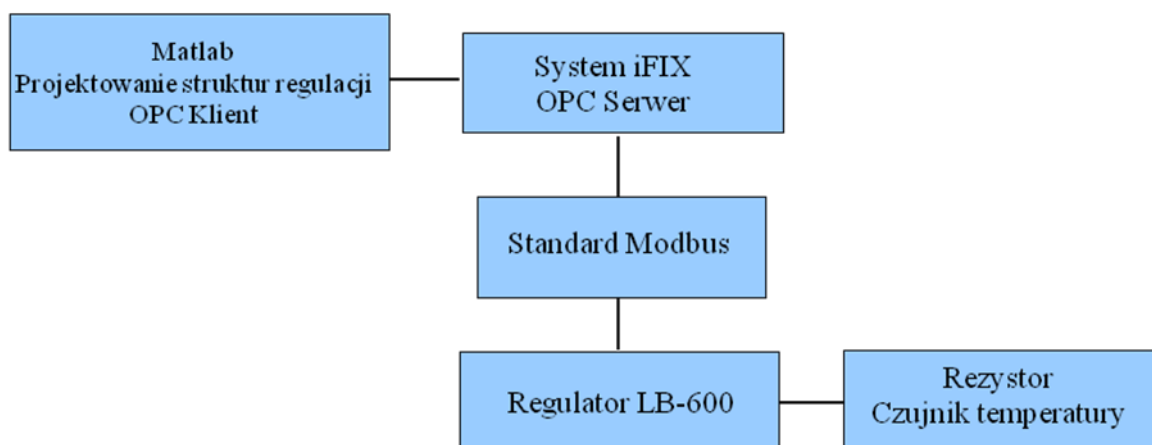 Matlab
Projektowanie struktur regulacji
OPC Klient
System iFIX
OPC Serwer
Standard Modbus
Regulator LB-600
Rezystor
Czujnik temperatury